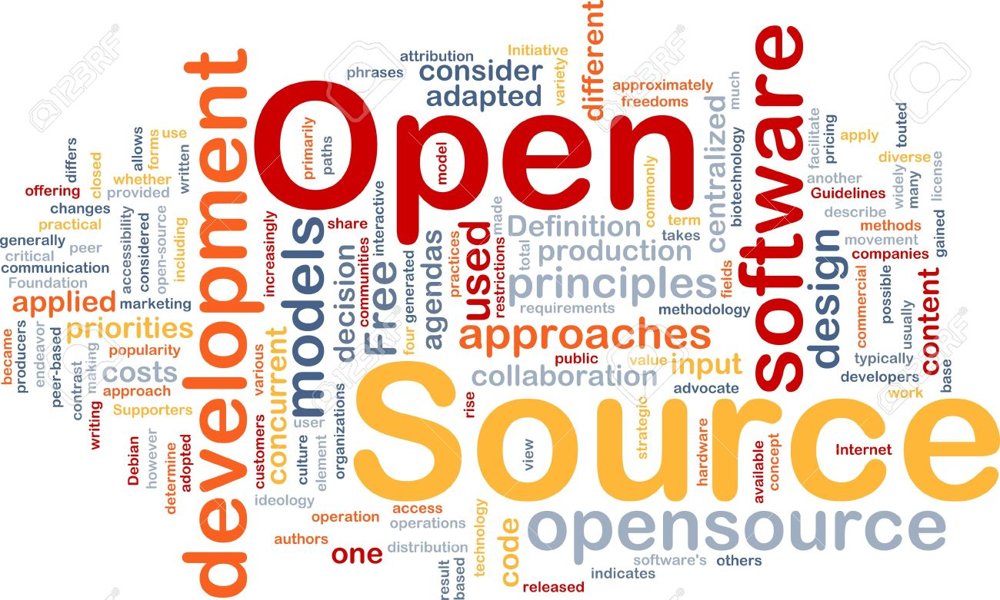 Open
Source
development
software
opensource
models
principles
approaches
used
design
Free
applied
priorities
costs
concurrent
decision
agendas
Definition
production
centralized
different
consider
adapted
attribution
phrases
Initiative
variety
approximately
freedoms
much
biotechnology
facilitate
pricing
apply
touted
diverse
another
Guidelines
widely
many
license
describe
methods
movement
companies
gained
commonly
term
takes
primarily
paths
model
share
interactive
made
total
restrictions
practices
requirements
fields
methodology
commercial
possible
usually
content
base
typically
developers
work
public
value
input
collaboration
advocate
strategic
rise
view
hardware
available
concept
Internet
four
generated
communities
increasingly
various
customers
culture
user
element
organizations
ideology
operation
access
operations
authors
one
distribution
technology
code
result
based
released
software's
others
indicates
differs
closed
allows
forms
use
written
whether
provided
offering
changes
practical
generally
critical
peer
communication
Foundation
accessibility
considered
open-source
including
marketing
became
producers
endeavor
peer-based
contrast
making
popularity
approach
Supporters
writing
Debian
however
determine
adopted
123RF
123RF
123RF
123RF
123RF
123RF
123RF